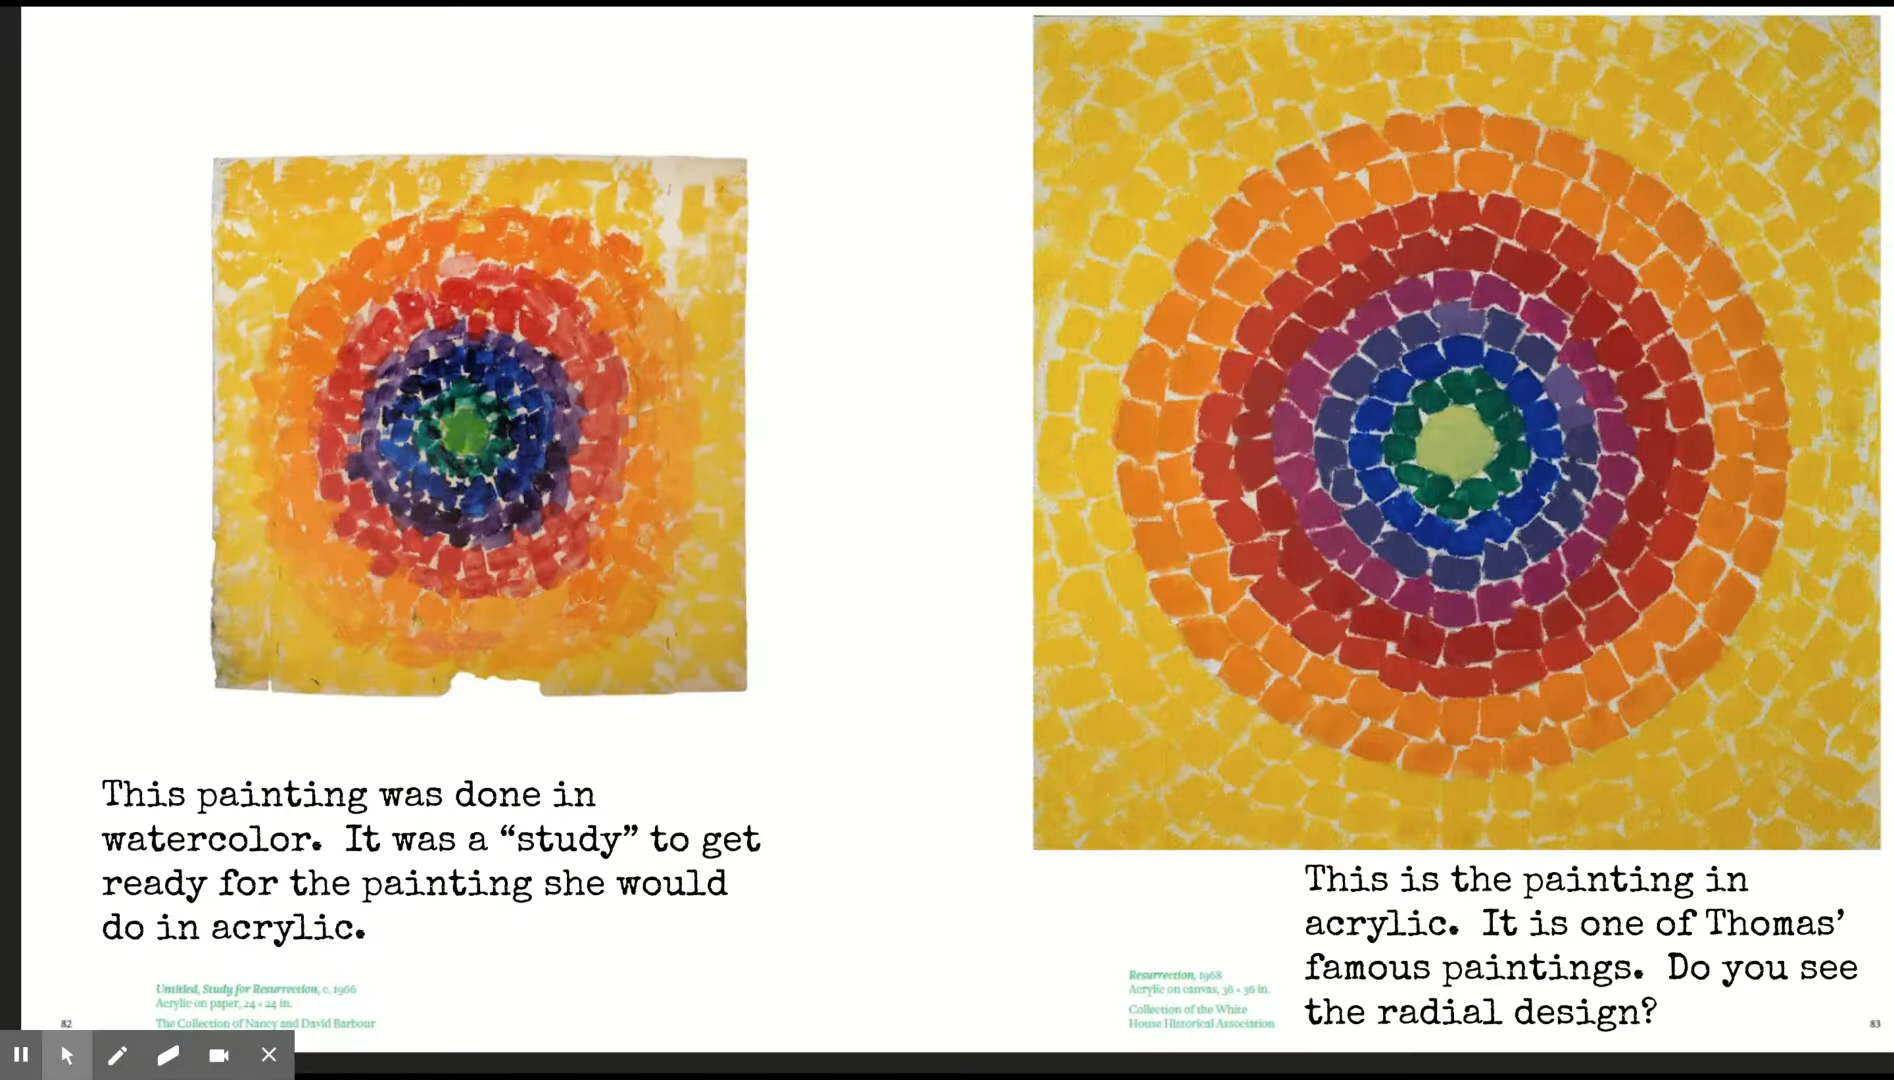 This painting was done in
watercolor. It was a “study” to get
ready for the painting she would
do in acrylic.
Untitled, Study for Resurrection, c. 1966
Acrylic on paper, 24 × 24 in.
The Collection of Nancy and David Barbour
82
This is the painting in
acrylic. It is one of Thomas’
famous paintings. Do you see
the radial design?
Resurrection, 1968
Acrylic on canvas, 36 × 36 in.
Collection of the White
House Historical Association
83